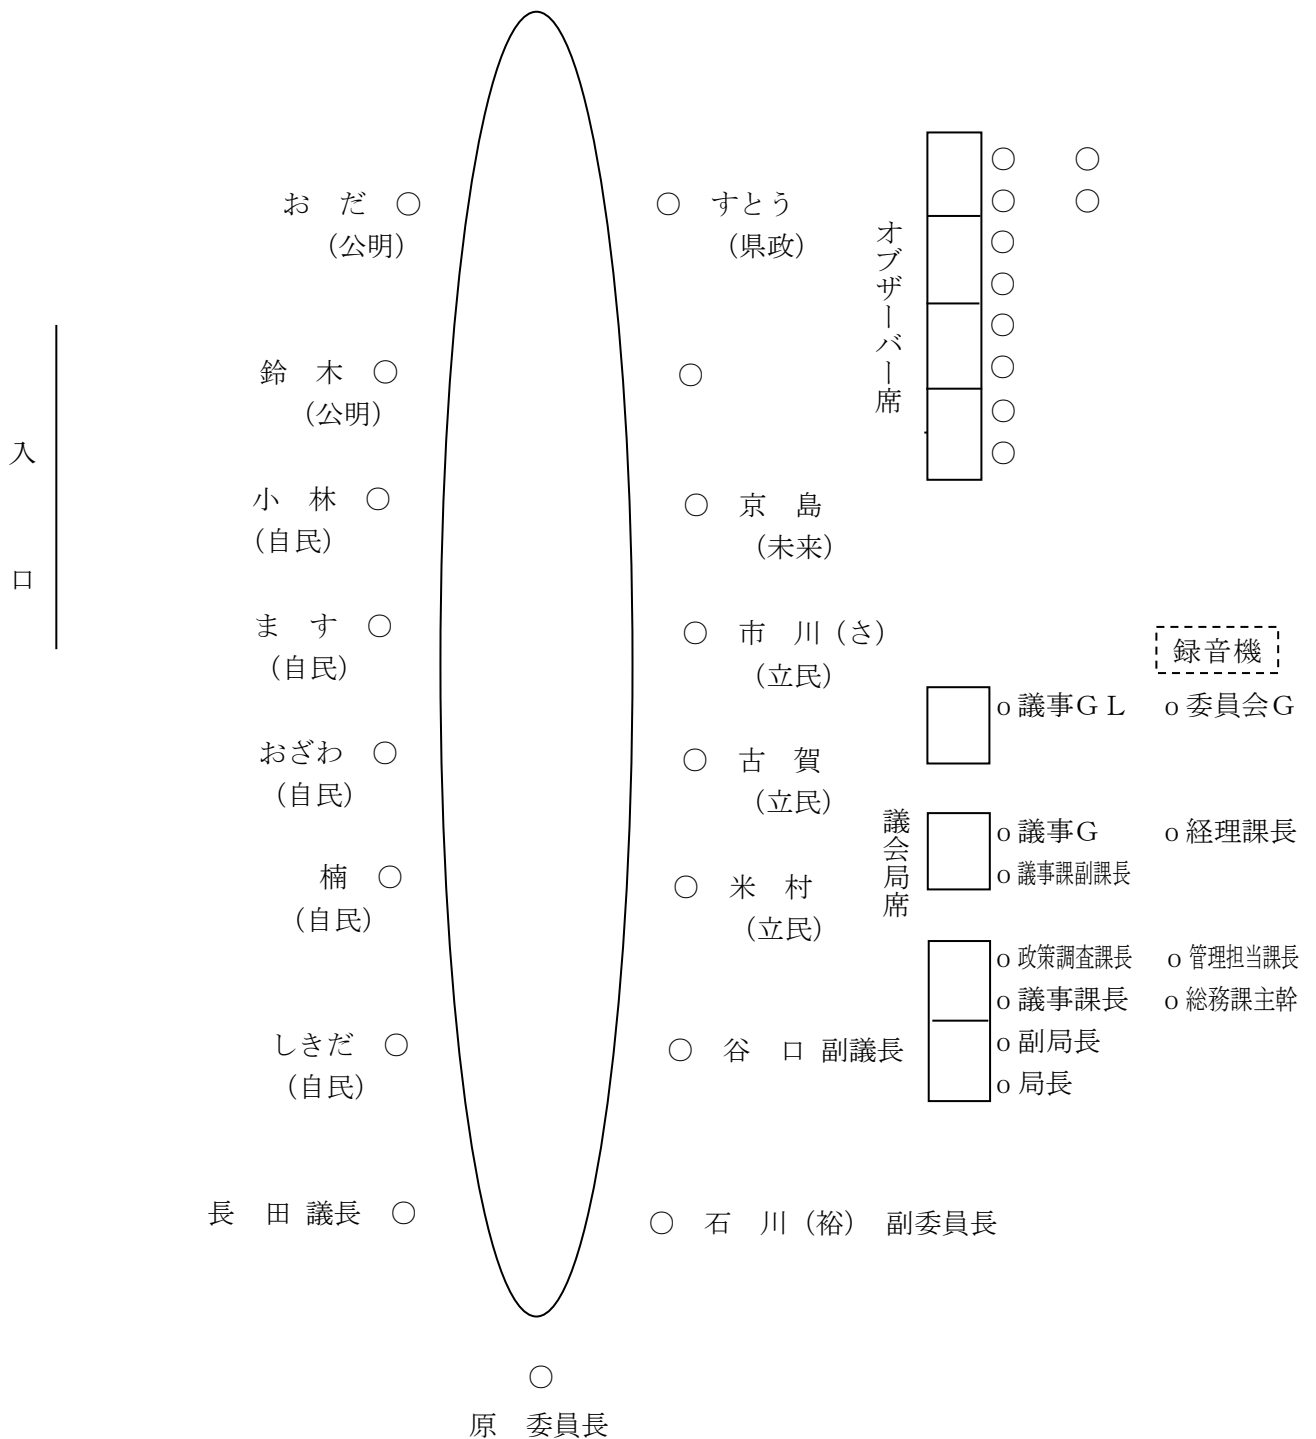 お だ ○
(公明)
鈴 木 ○
(公明)
小 林 ○
(自民)
ま す ○
(自民)
おざわ ○
(自民)
楠 ○
(自民)
しきだ ○
(自民)
長 田 議長 ○
入 口
○ すとう
(県政)
○
○ 京 島
(未来)
○ 市 川(さ)
(立民)
○ 古 賀
(立民)
○ 米 村
(立民)
○ 谷 口 副議長
○ 石 川(裕) 副委員長
○
原 委員長
オブザーバー席
○ ○
○ ○
○
○
○
○
○
○
録音機
議会局席
o 議事GL o 委員会G
o 議事G o 経理課長
o 議事課副課長
o 政策調査課長 o 管理担当課長
o 議事課長 o 総務課主幹
o 副局長
o 局長